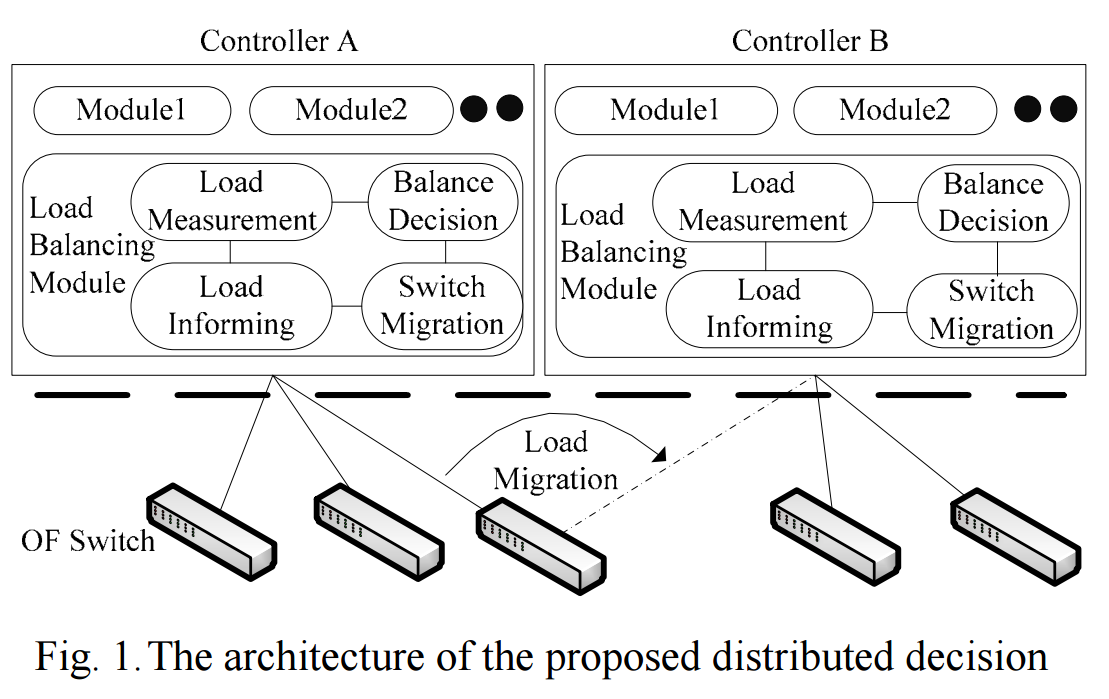 Controller A
Controller B
Module1
Module2
Module1
Module2
Load
Balancing
Module
Load
Measurement
Balance
Decision
Load
Informing
Switch
Migration
Load
Balancing
Module
Load
Measurement
Balance
Decision
Load
Informing
Switch
Migration
Load
Migration
OF Switch
Fig. 1. The architecture of the proposed distributed decision